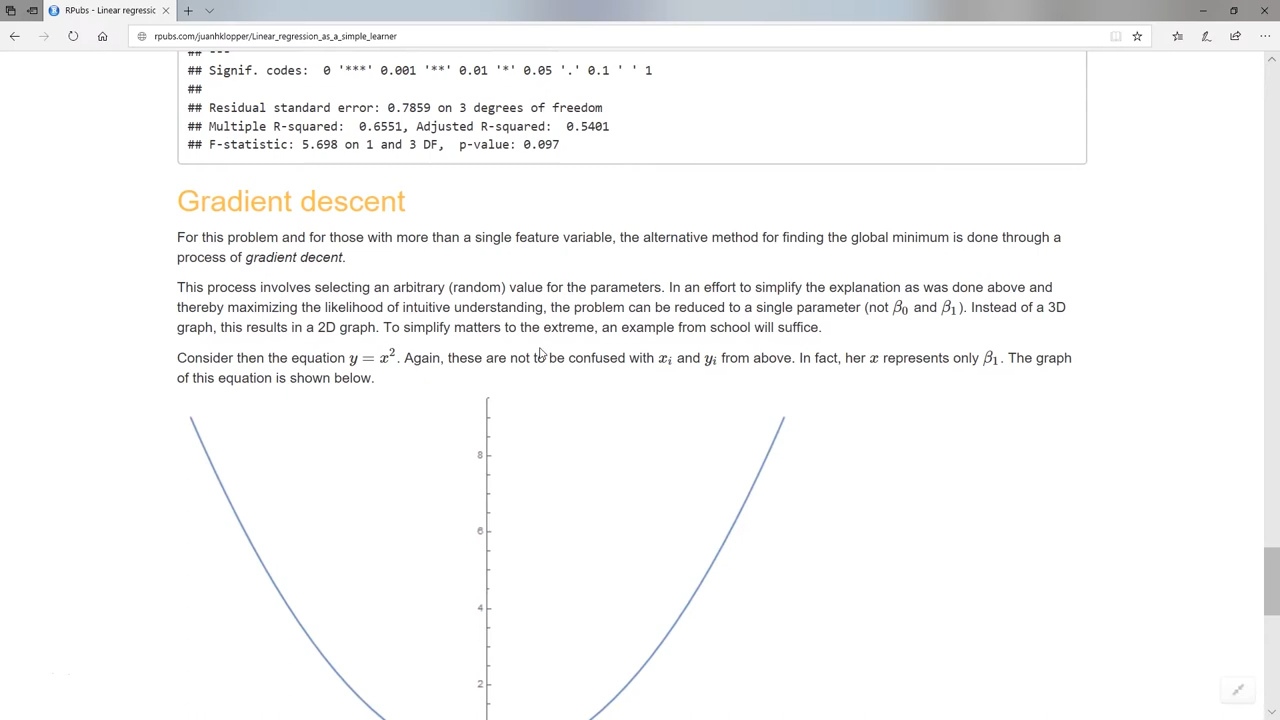 RPubs - Linear regressic
rpubs.com/juanhklopper/Linear_regression_as_a_simple_learner
## ---
## Signif. codes:  0 '***' 0.001 '**' 0.01 '*' 0.05 '.' 0.1 ' ' 1
##
## Residual standard error: 0.7859 on 3 degrees of freedom
## Multiple R-squared:  0.6551, Adjusted R-squared:  0.5401
## F-statistic: 5.698 on 1 and 3 DF,  p-value: 0.097
Gradient descent
For this problem and for those with more than a single feature variable, the alternative method for finding the global minimum is done through a
process of gradient decent.
This process involves selecting an arbitrary (random) value for the parameters. In an effort to simplify the explanation as was done above and
thereby maximizing the likelihood of intuitive understanding, the problem can be reduced to a single parameter (not β₀ and β₁). Instead of a 3D
graph, this results in a 2D graph. To simplify matters to the extreme, an example from school will suffice.
Consider then the equation y = x². Again, these are not to be confused with xᵢ and yᵢ from above. In fact, her x represents only β₁. The graph
of this equation is shown below.
8
6
4
2